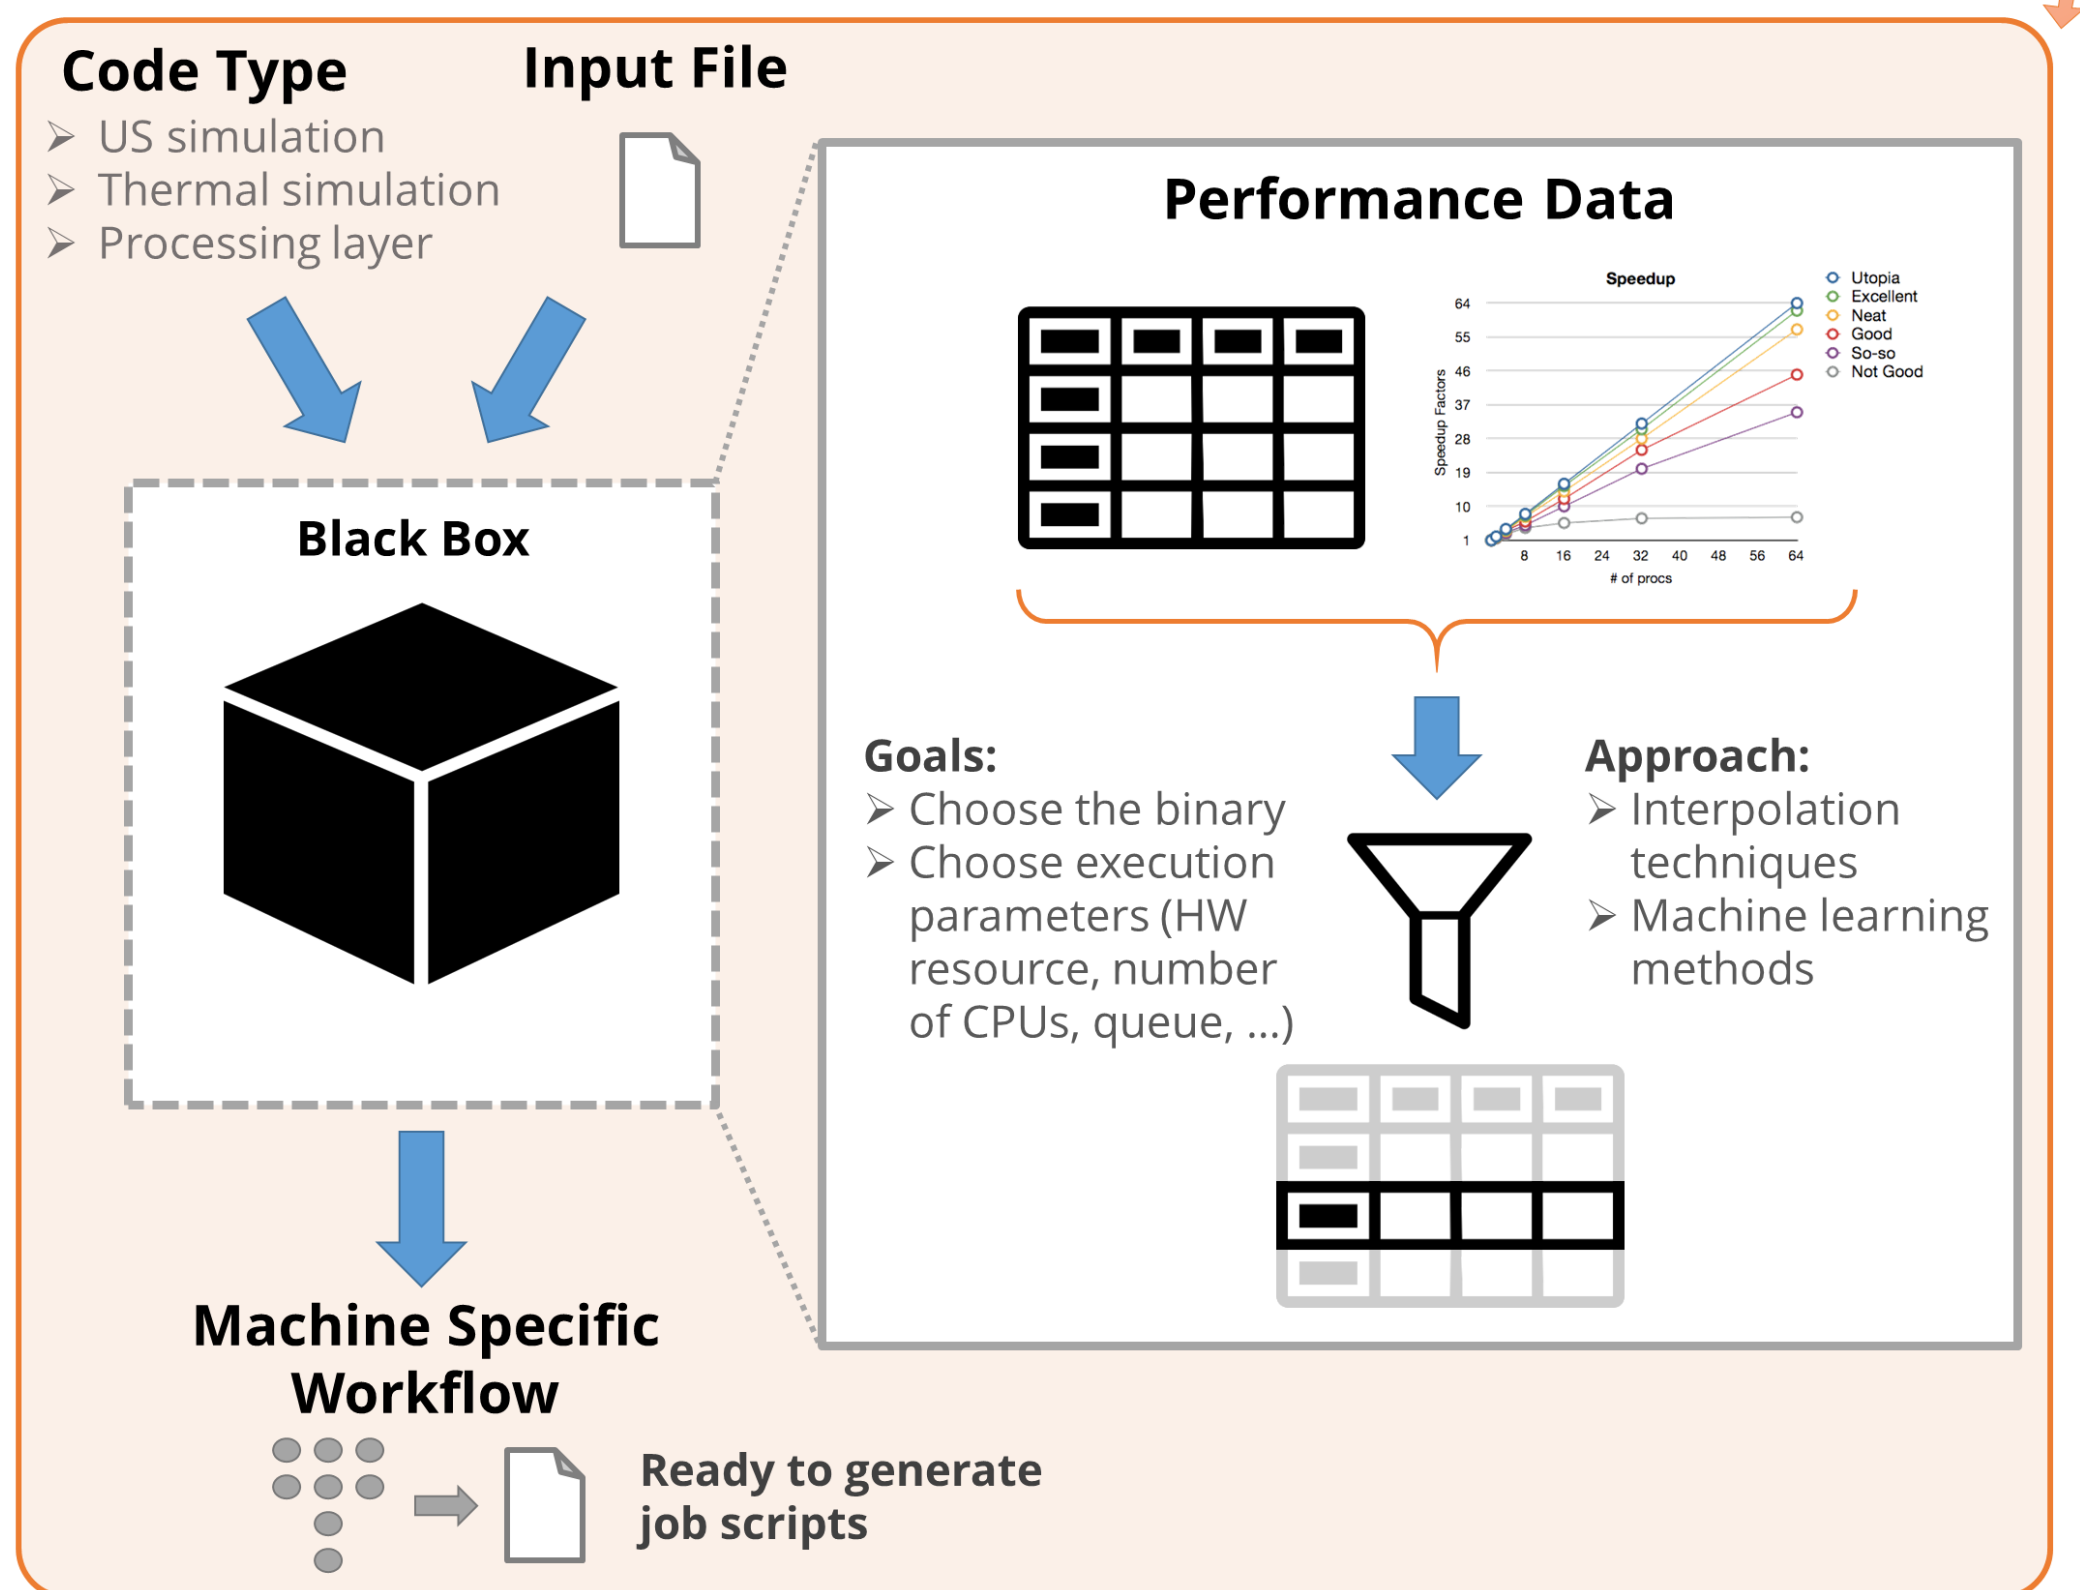 Code Type
US simulation
Thermal simulation
Processing layer
Input File
Black Box
Machine Specific
Workflow
Ready to generate
job scripts
Performance Data
Speedup
Speedup Factors
64
55
46
37
28
19
10
1
8 16 24 32 40 48 56 64
# of procs
Utopia
Excellent
Neat
Good
So-so
Not Good
Goals:
Choose the binary
Choose execution
parameters (HW
resource, number
of CPUs, queue, ...)
Approach:
Interpolation
techniques
Machine learning
methods